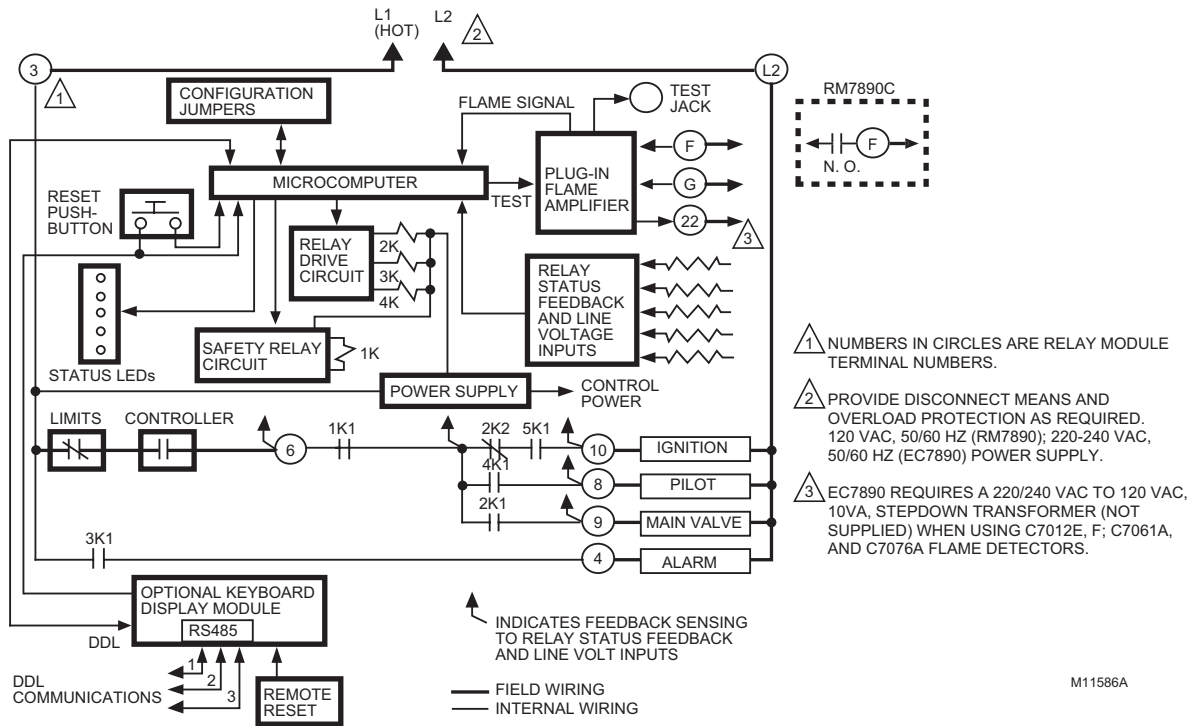 L1
(HOT)
L2
2
3
1
L2
CONFIGURATION
JUMPERS
FLAME SIGNAL
TEST
JACK
RM7890C
F
N. O.
MICROCOMPUTER
TEST
PLUG-IN
FLAME
AMPLIFIER
F
G
22
3
RESET
PUSH-
BUTTON
RELAY
DRIVE
CIRCUIT
2K
3K
4K
RELAY
STATUS
FEEDBACK
AND LINE
VOLTAGE
INPUTS
SAFETY RELAY
CIRCUIT
1K
STATUS LEDs
POWER SUPPLY
CONTROL
POWER
LIMITS
CONTROLLER
6
1K1
2K2
5K1
10
IGNITION
4K1
8
PILOT
2K1
9
MAIN VALVE
3K1
4
ALARM
OPTIONAL KEYBOARD
DISPLAY MODULE
RS485
DDL
1
2
3
DDL
COMMUNICATIONS
REMOTE
RESET
INDICATES FEEDBACK SENSING
TO RELAY STATUS FEEDBACK
AND LINE VOLT INPUTS
FIELD WIRING
INTERNAL WIRING
1 NUMBERS IN CIRCLES ARE RELAY MODULE
TERMINAL NUMBERS.
2 PROVIDE DISCONNECT MEANS AND
OVERLOAD PROTECTION AS REQUIRED.
120 VAC, 50/60 HZ (RM7890); 220-240 VAC,
50/60 HZ (EC7890) POWER SUPPLY.
3 EC7890 REQUIRES A 220/240 VAC TO 120 VAC,
10VA, STEPDOWN TRANSFORMER (NOT
SUPPLIED) WHEN USING C7012E, F; C7061A,
AND C7076A FLAME DETECTORS.
M11586A